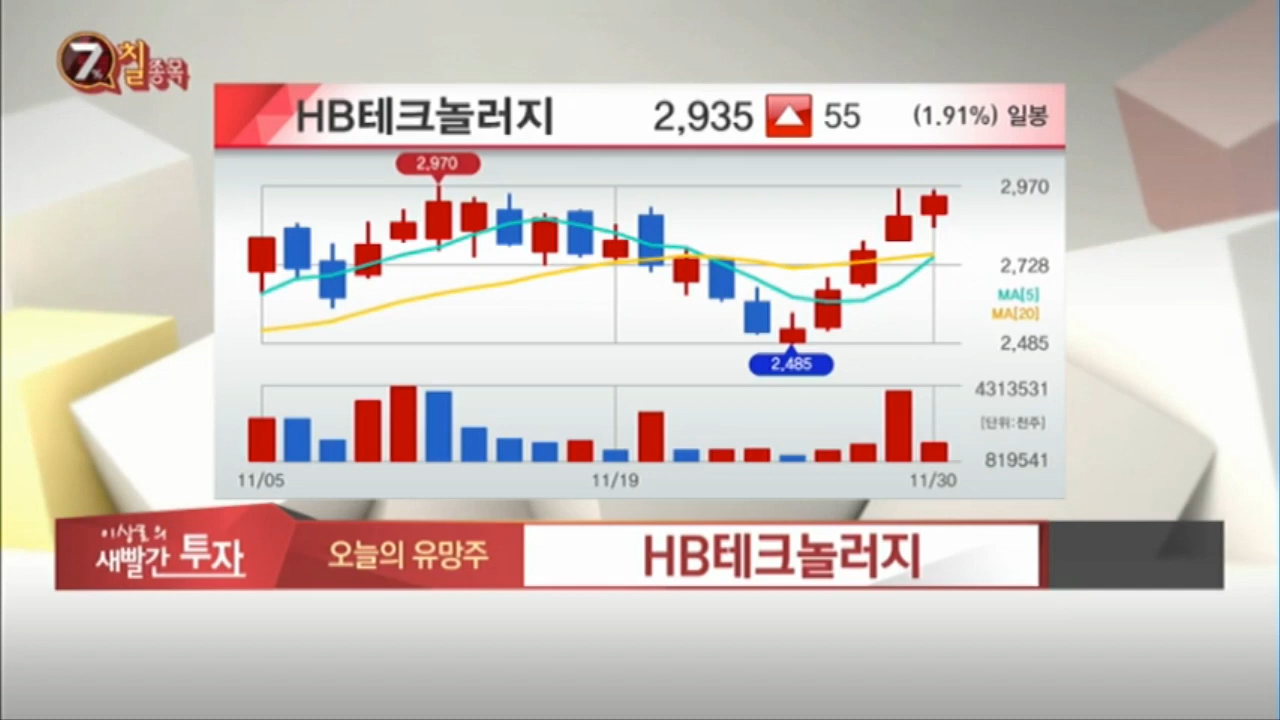 7% 칠종목
HB테크놀러지 2,935 ▲ 55 (1.91%) 일봉
2,970
2,970
2,728
MA[5]
MA[20]
2,485
2,485
4313531
[단위:천주]
819541
11/05 11/19 11/30
이상로의
새빨간 투자
오늘의 유망주
HB테크놀러지